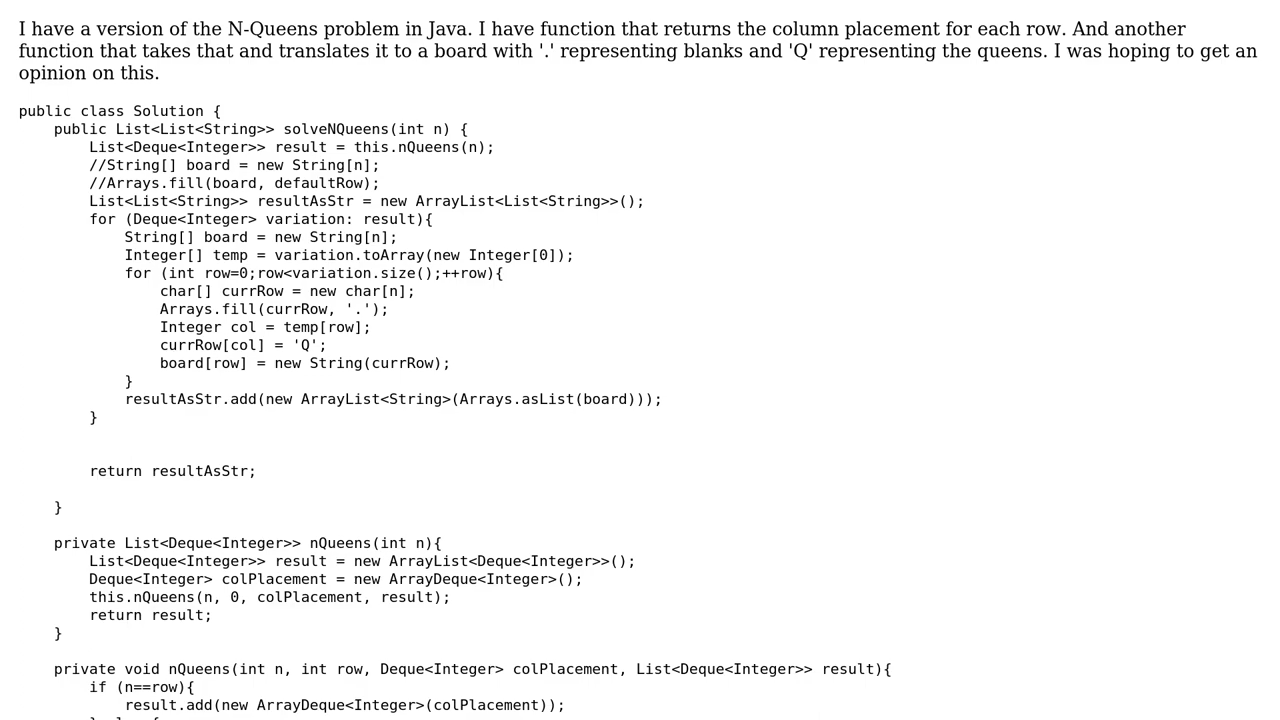 I have a version of the N-Queens problem in Java. I have function that returns the column placement for each row. And another
function that takes that and translates it to a board with '.' representing blanks and 'Q' representing the queens. I was hoping to get an
opinion on this.
public class Solution {
    public List<List<String>> solveNQueens(int n) {
        List<Deque<Integer>> result = this.nQueens(n);
        //String[] board = new String[n];
        //Arrays.fill(board, defaultRow);
        List<List<String>> resultAsStr = new ArrayList<List<String>>();
        for (Deque<Integer> variation: result){
            String[] board = new String[n];
            Integer[] temp = variation.toArray(new Integer[0]);
            for (int row=0;row<variation.size();++row){
                char[] currRow = new char[n];
                Arrays.fill(currRow, '.');
                Integer col = temp[row];
                currRow[col] = 'Q';
                board[row] = new String(currRow);
            }
            resultAsStr.add(new ArrayList<String>(Arrays.asList(board)));
        }
        return resultAsStr;
    }
    private List<Deque<Integer>> nQueens(int n){
        List<Deque<Integer>> result = new ArrayList<Deque<Integer>>();
        Deque<Integer> colPlacement = new ArrayDeque<Integer>();
        this.nQueens(n, 0, colPlacement, result);
        return result;
    }
    private void nQueens(int n, int row, Deque<Integer> colPlacement, List<Deque<Integer>> result){
        if (n==row){
            result.add(new ArrayDeque<Integer>(colPlacement));